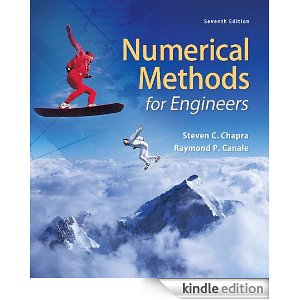 Seventh Edition
Numerical
Methods
for Engineers
Steven C. Chapra
Raymond P. Canale
kindle edition